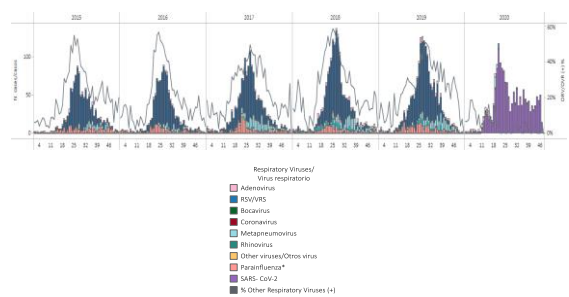 2015 2016 2017 2018 2019 2020
100
50
0
60%
40%
20%
0%
4 11 18 25 32 39 46 4 11 18 25 32 39 46 4 11 18 25 32 39 46 4 11 18 25 32 39 46 4 11 18 25 32 39 46 4 11 18 25 32 39 46
Respiratory Viruses/
Virus respiratorio
Adenovirus
RSV/VRS
Bocavirus
Coronavirus
Metapneumovirus
Rhinovirus
Other viruses/Otros virus
Parainfluenza*
SARS- CoV-2
% Other Respiratory Viruses (+)